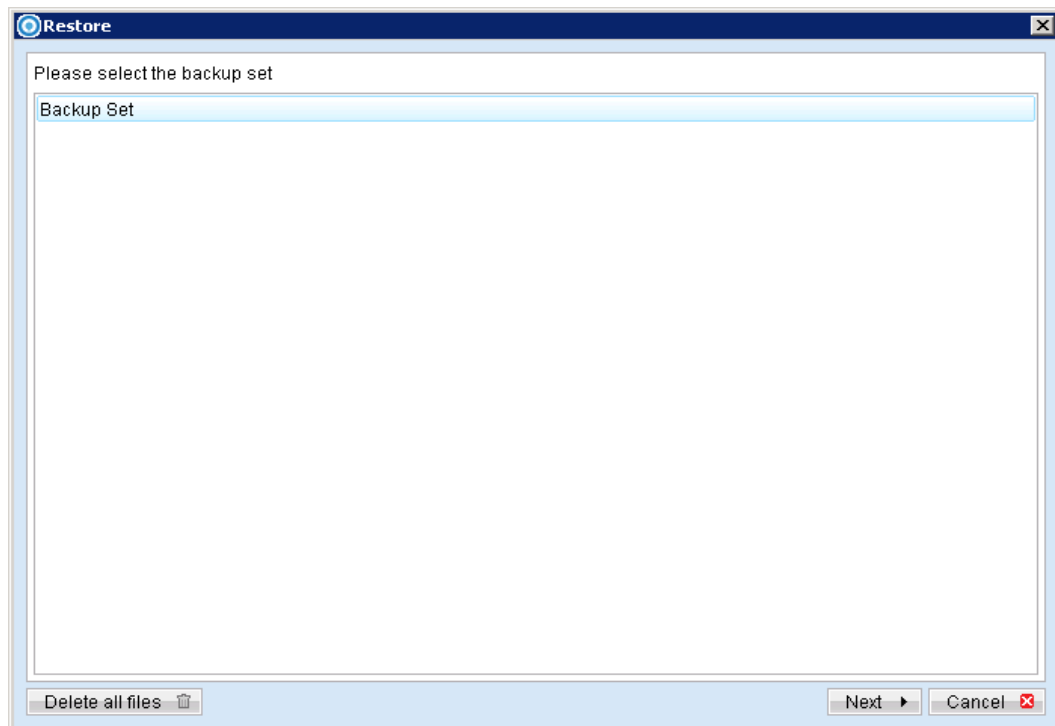 Restore
Please select the backup set
Backup Set
Delete all files
Next
Cancel